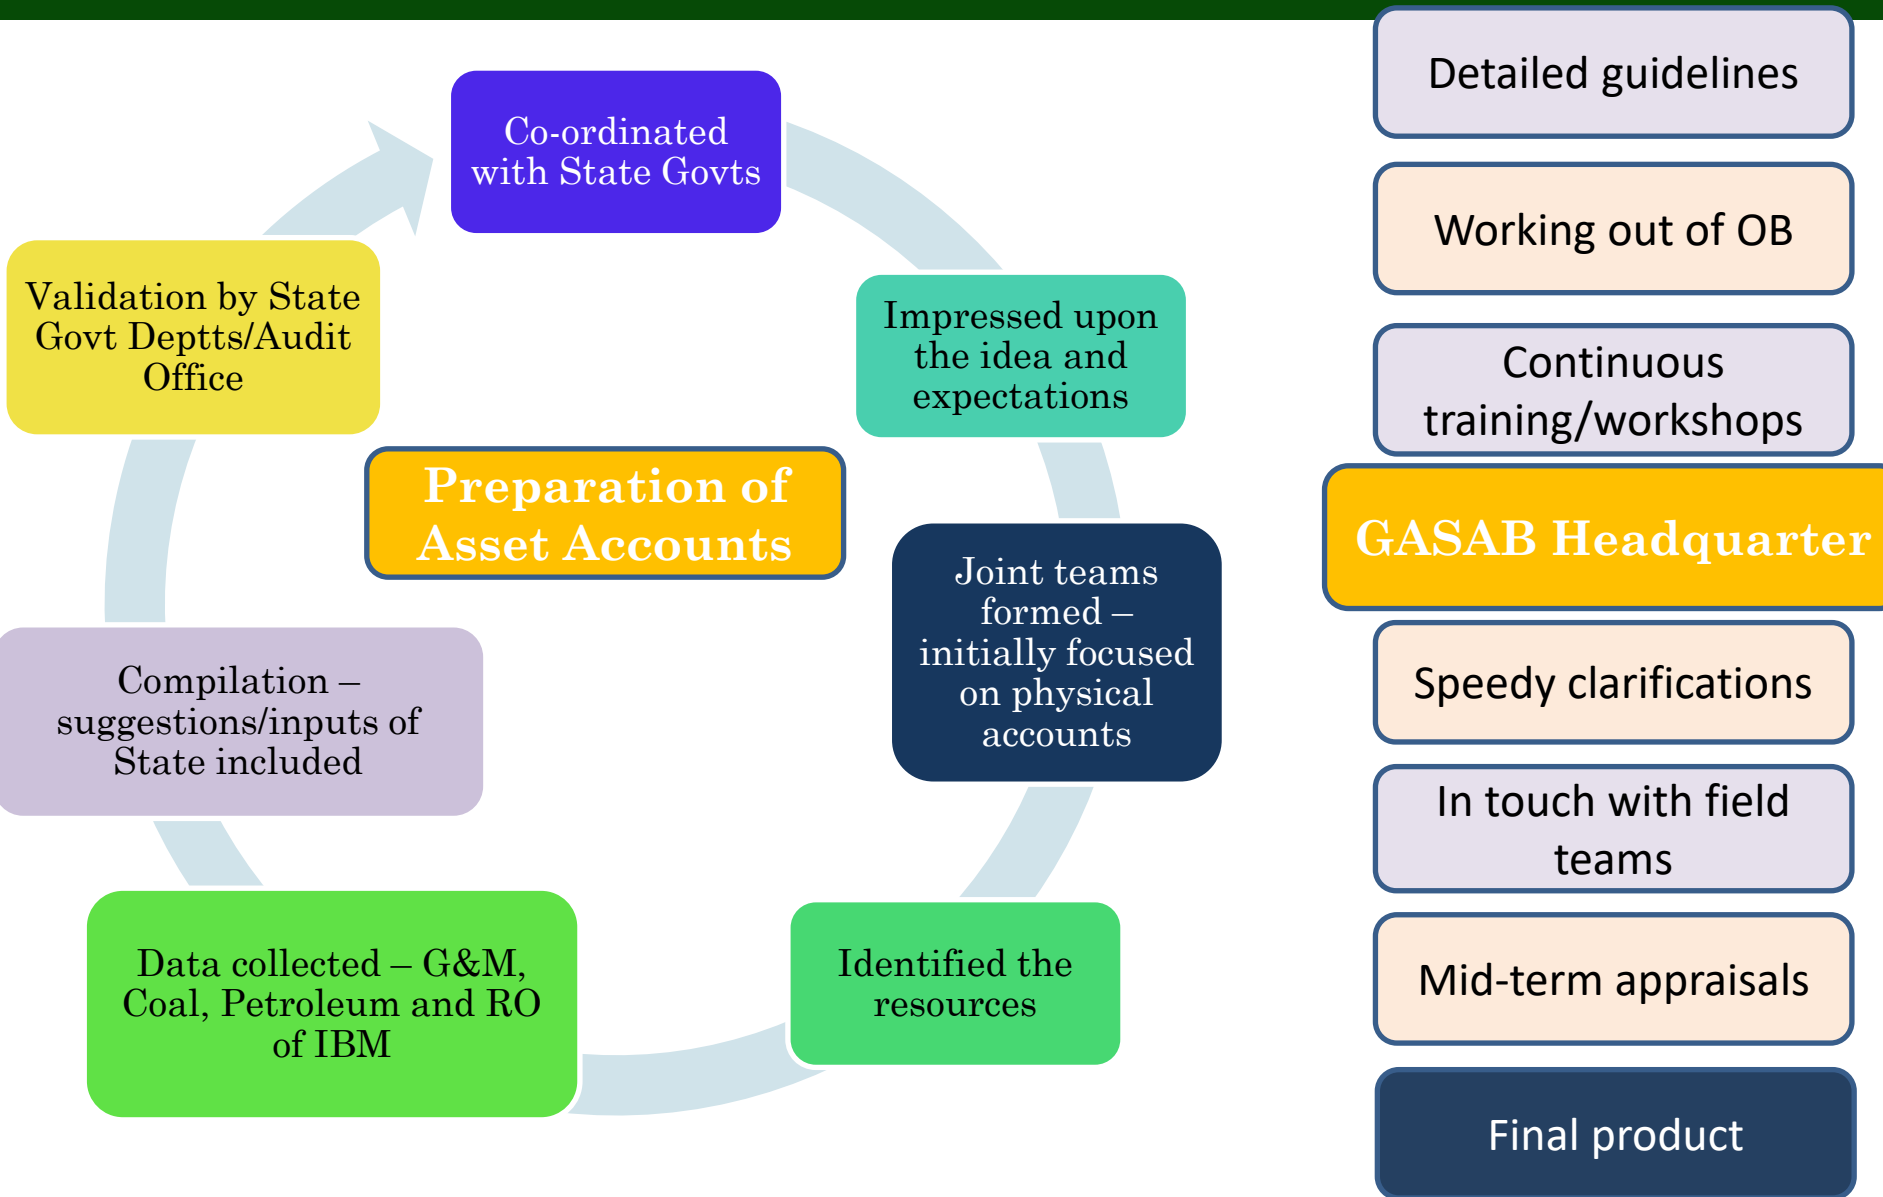 Co-ordinated
with State Govts
Impressed upon
the idea and
expectations
Joint teams
formed –
initially focused
on physical
accounts
Identified the
resources
Data collected – G&M,
Coal, Petroleum and RO
of IBM
Compilation –
suggestions/inputs of
State included
Validation by State
Govt Deptts/Audit
Office
Preparation of
Asset Accounts
Detailed guidelines
Working out of OB
Continuous
training/workshops
GASAB Headquarter
Speedy clarifications
In touch with field
teams
Mid-term appraisals
Final product